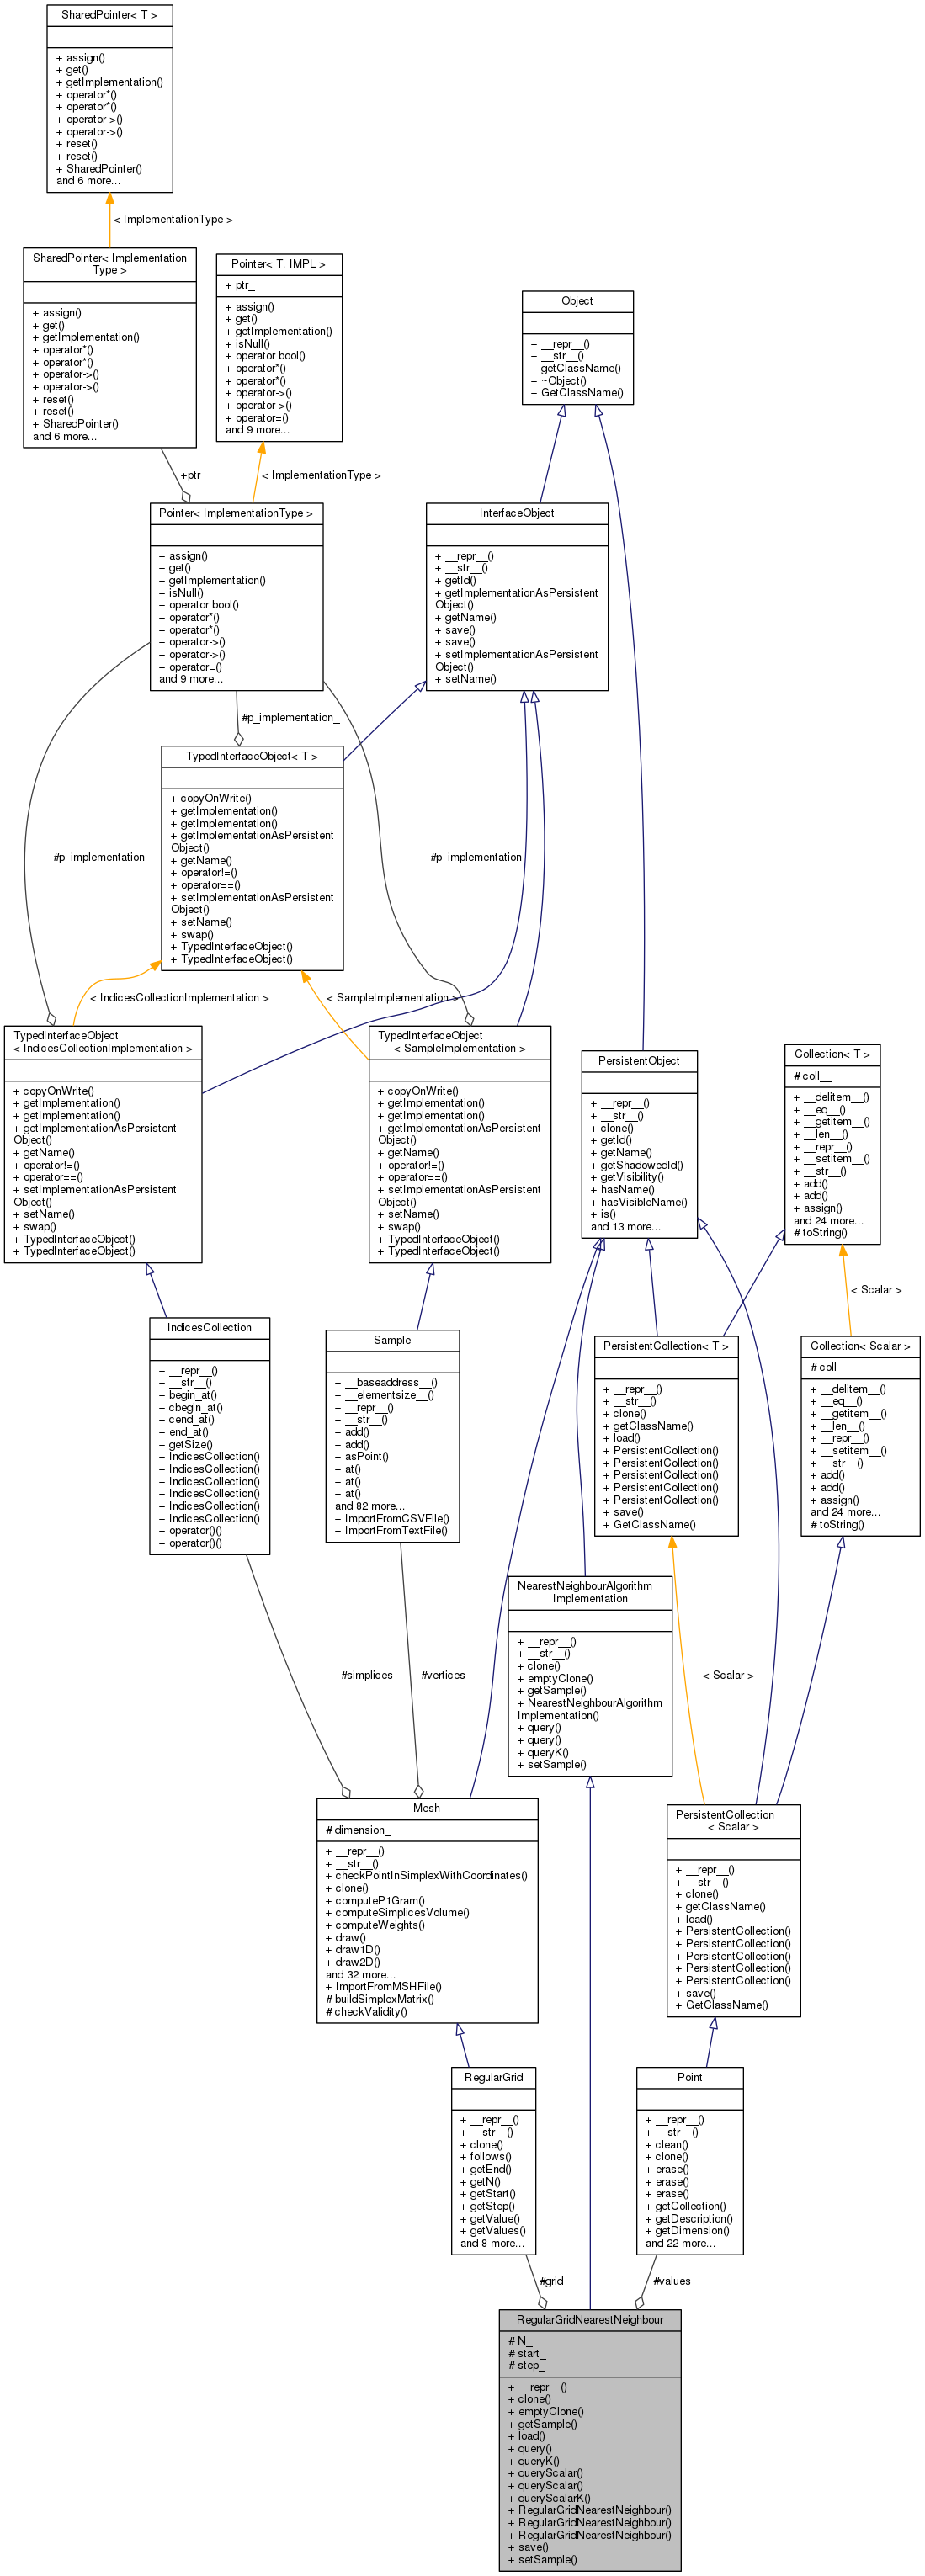 SharedPointer< T >
+ assign()
+ get()
+ getImplementation()
+ operator*()
+ operator*()
+ operator->()
+ operator->()
+ reset()
+ reset()
+ SharedPointer()
and 6 more...
< ImplementationType >
SharedPointer< Implementation
Type >
+ assign()
+ get()
+ getImplementation()
+ operator*()
+ operator*()
+ operator->()
+ operator->()
+ reset()
+ reset()
+ SharedPointer()
and 6 more...
Pointer< T, IMPL >
+ ptr_
+ assign()
+ get()
+ getImplementation()
+ isNull()
+ operator bool()
+ operator*()
+ operator*()
+ operator->()
+ operator->()
+ operator=()
and 9 more...
Object
+ __repr__()
+ __str__()
+ getClassName()
+ ~Object()
+ GetClassName()
+ptr_
< ImplementationType >
Pointer< ImplementationType >
+ assign()
+ get()
+ getImplementation()
+ isNull()
+ operator bool()
+ operator*()
+ operator*()
+ operator->()
+ operator->()
+ operator=()
and 9 more...
InterfaceObject
+ __repr__()
+ __str__()
+ getId()
+ getImplementationAsPersistent
Object()
+ getName()
+ save()
+ save()
+ setImplementationAsPersistent
Object()
+ setName()
#p_implementation_
TypedInterfaceObject< T >
+ copyOnWrite()
+ getImplementation()
+ getImplementation()
+ getImplementationAsPersistent
Object()
+ getName()
+ operator!=()
+ operator==()
+ setImplementationAsPersistent
Object()
+ setName()
+ swap()
+ TypedInterfaceObject()
+ TypedInterfaceObject()
#p_implementation_
#p_implementation_
< IndicesCollectionImplementation >
< SampleImplementation >
TypedInterfaceObject
< IndicesCollectionImplementation >
+ copyOnWrite()
+ getImplementation()
+ getImplementation()
+ getImplementationAsPersistent
Object()
+ getName()
+ operator!=()
+ operator==()
+ setImplementationAsPersistent
Object()
+ setName()
+ swap()
+ TypedInterfaceObject()
+ TypedInterfaceObject()
TypedInterfaceObject
< SampleImplementation >
+ copyOnWrite()
+ getImplementation()
+ getImplementation()
+ getImplementationAsPersistent
Object()
+ getName()
+ operator!=()
+ operator==()
+ setImplementationAsPersistent
Object()
+ setName()
+ swap()
+ TypedInterfaceObject()
+ TypedInterfaceObject()
PersistentObject
+ __repr__()
+ __str__()
+ clone()
+ getId()
+ getName()
+ getShadowedId()
+ getVisibility()
+ hasName()
+ hasVisibleName()
+ is()
and 13 more...
Collection< T >
# coll__
+ __delitem__()
+ __eq__()
+ __getitem__()
+ __len__()
+ __repr__()
+ __setitem__()
+ __str__()
+ add()
+ add()
+ assign()
and 24 more...
# toString()
< Scalar >
IndicesCollection
+ __repr__()
+ __str__()
+ begin_at()
+ cbegin_at()
+ cend_at()
+ end_at()
+ getSize()
+ IndicesCollection()
+ IndicesCollection()
+ IndicesCollection()
+ IndicesCollection()
+ IndicesCollection()
+ IndicesCollection()
+ operator()()
+ operator()()
Sample
+ __baseaddress__()
+ __elementsize__()
+ __repr__()
+ __str__()
+ add()
+ add()
+ asPoint()
+ at()
+ at()
+ at()
and 82 more...
+ ImportFromCSVFile()
+ ImportFromTextFile()
PersistentCollection< T >
+ __repr__()
+ __str__()
+ clone()
+ getClassName()
+ load()
+ PersistentCollection()
+ PersistentCollection()
+ PersistentCollection()
+ PersistentCollection()
+ PersistentCollection()
+ save()
+ GetClassName()
Collection< Scalar >
# coll__
+ __delitem__()
+ __eq__()
+ __getitem__()
+ __len__()
+ __repr__()
+ __setitem__()
+ __str__()
+ add()
+ add()
+ assign()
and 24 more...
# toString()
NearestNeighbourAlgorithm
Implementation
+ __repr__()
+ __str__()
+ clone()
+ emptyClone()
+ getSample()
+ NearestNeighbourAlgorithm
Implementation()
+ query()
+ query()
+ queryK()
+ setSample()
#simplices_
#vertices_
< Scalar >
Mesh
# dimension_
+ __repr__()
+ __str__()
+ checkPointInSimplexWithCoordinates()
+ clone()
+ computeP1Gram()
+ computeSimplicesVolume()
+ computeWeights()
+ draw()
+ draw1D()
+ draw2D()
and 32 more...
+ ImportFromMSHFile()
# buildSimplexMatrix()
# checkValidity()
PersistentCollection
< Scalar >
+ __repr__()
+ __str__()
+ clone()
+ getClassName()
+ load()
+ PersistentCollection()
+ PersistentCollection()
+ PersistentCollection()
+ PersistentCollection()
+ PersistentCollection()
+ save()
+ GetClassName()
RegularGrid
+ __repr__()
+ __str__()
+ clone()
+ follows()
+ getEnd()
+ getN()
+ getStart()
+ getStep()
+ getValue()
+ getValues()
and 8 more...
Point
+ __repr__()
+ __str__()
+ clean()
+ clone()
+ erase()
+ erase()
+ erase()
+ getCollection()
+ getDescription()
+ getDimension()
and 22 more...
#grid_
#values_
RegularGridNearestNeighbour
# N_
# start_
# step_
+ __repr__()
+ clone()
+ emptyClone()
+ getSample()
+ load()
+ query()
+ queryK()
+ queryScalar()
+ queryScalar()
+ queryScalarK()
+ RegularGridNearestNeighbour()
+ RegularGridNearestNeighbour()
+ RegularGridNearestNeighbour()
+ save()
+ setSample()